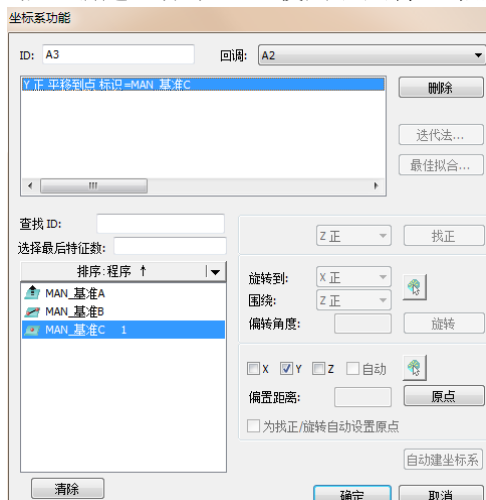 坐标系功能
ID: A3 回调: A2
Y 正 平移到点 标识=MAN_基准C
删除
迭代法...
最佳拟合...
查找 ID:
选择最后特征数:
Z 正 找正
排序:程序 ↑
MAN_基准A
MAN_基准B
MAN_基准C 1
旋转到: X 正
围绕: Z 正
偏转角度: 旋转
X Y Z 自动
偏置距离: 原点
为找正/旋转自动设置原点
自动建坐标系
清除
确定 取消